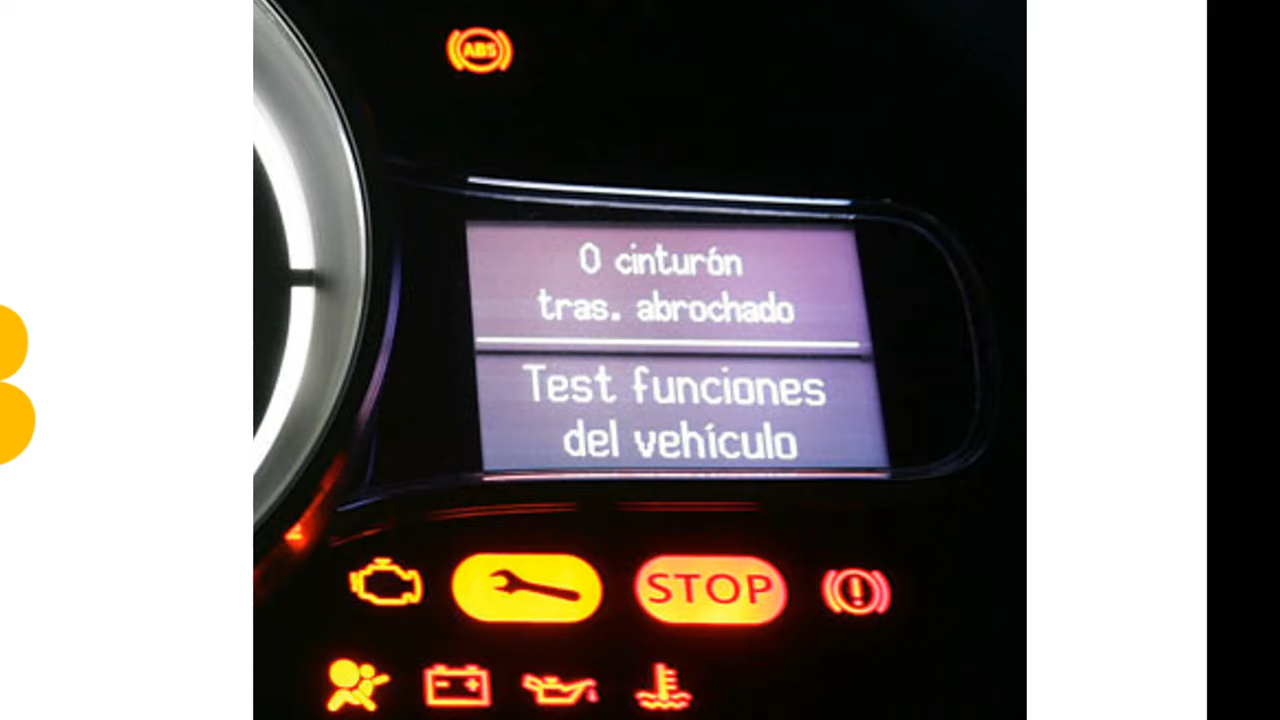 ABS
0 cinturón
tras. abrochado
Test funciones
del vehículo
STOP